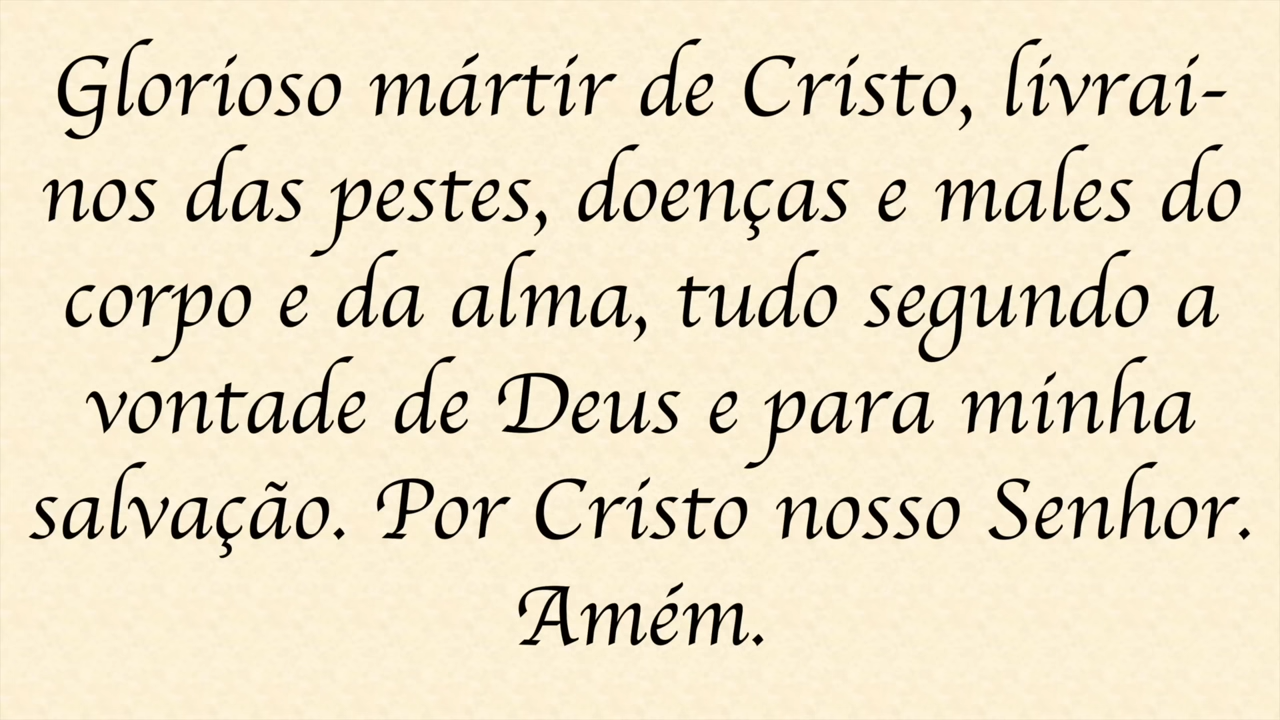 Glorioso mártir de Cristo, livrai-
nos das pestes, doenças e males do
corpo e da alma, tudo segundo a
vontade de Deus e para minha
salvação. Por Cristo nosso Senhor.
Amém.